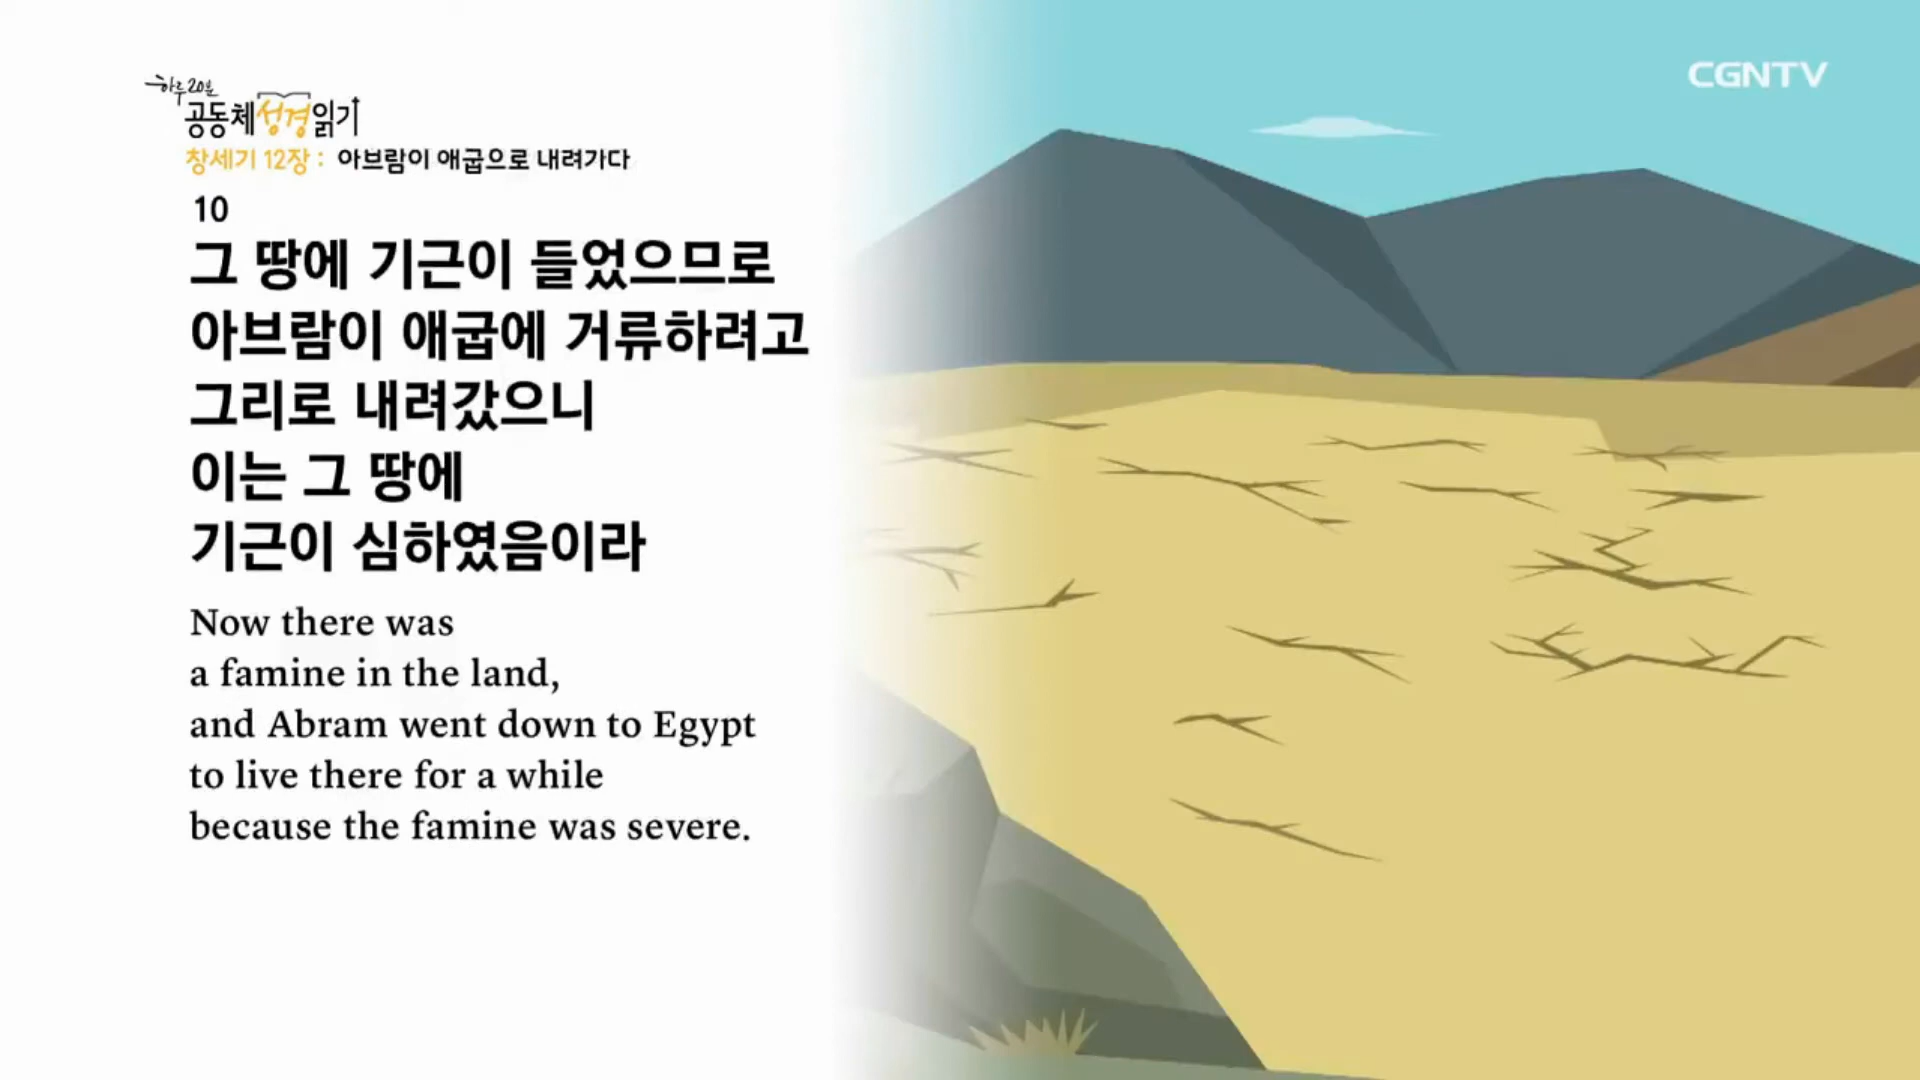 하루 20분
공동체성경읽기
창세기 12장 : 아브람이 애굽으로 내려가다
CGNTV
10
그 땅에 기근이 들었으므로
아브람이 애굽에 거류하려고
그리로 내려갔으니
이는 그 땅에
기근이 심하였음이라
Now there was
a famine in the land,
and Abram went down to Egypt
to live there for a while
because the famine was severe.